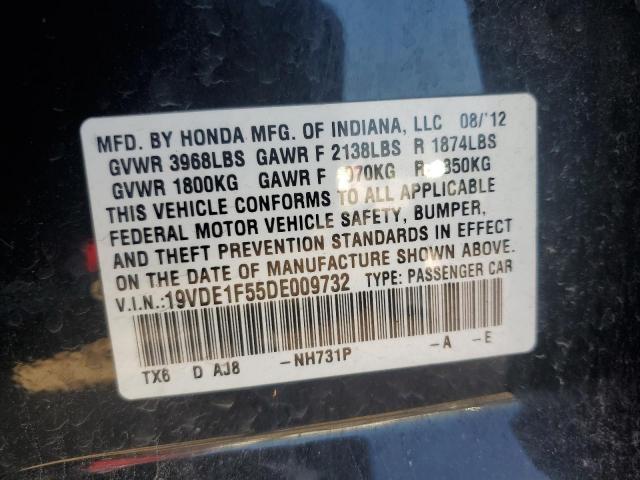 MFD. BY HONDA MFG. OF INDIANA, LLC 08/'12
GVWR 3968LBS GAWR F 2138LBS R 1874LBS
GVWR 1800KG GAWR F 070KG R 850KG
THIS VEHICLE CONFORMS TO ALL APPLICABLE
FEDERAL MOTOR VEHICLE SAFETY, BUMPER,
AND THEFT PREVENTION STANDARDS IN EFFECT
ON THE DATE OF MANUFACTURE SHOWN ABOVE.
V.I.N.:19VDE1F55DE009732 TYPE: PASSENGER CAR
TX6 D AJ8 -NH731P -A -E